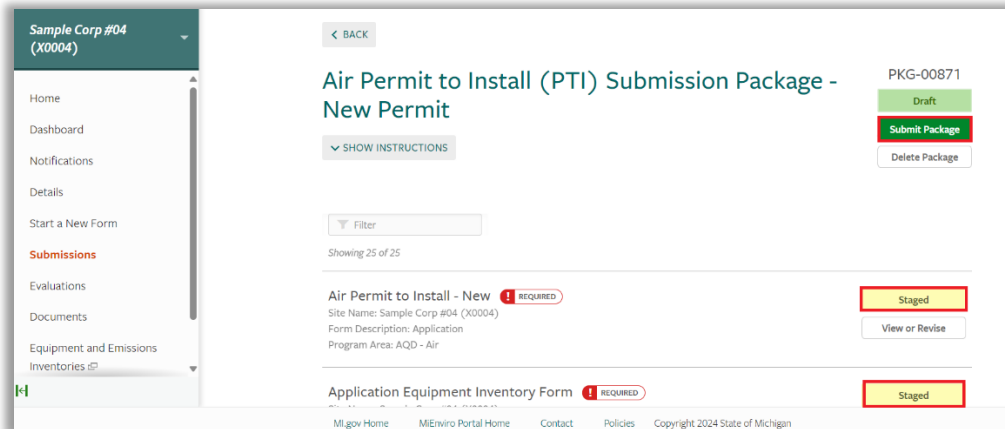 Sample Corp #04
(X0004)
Home
Dashboard
Notifications
Details
Start a New Form
Submissions
Evaluations
Documents
Equipment and Emissions
Inventories
BACK
Air Permit to Install (PTI) Submission Package -
New Permit
SHOW INSTRUCTIONS
PKG-00871
Draft
Submit Package
Delete Package
Filter
Showing 25 of 25
Air Permit to Install - New ! REQUIRED
Site Name: Sample Corp #04 (X0004)
Form Description: Application
Program Area: AQD - Air
Staged
View or Revise
Application Equipment Inventory Form ! REQUIRED
Staged
MI.gov Home MiEnviro Portal Home Contact Policies Copyright 2024 State of Michigan